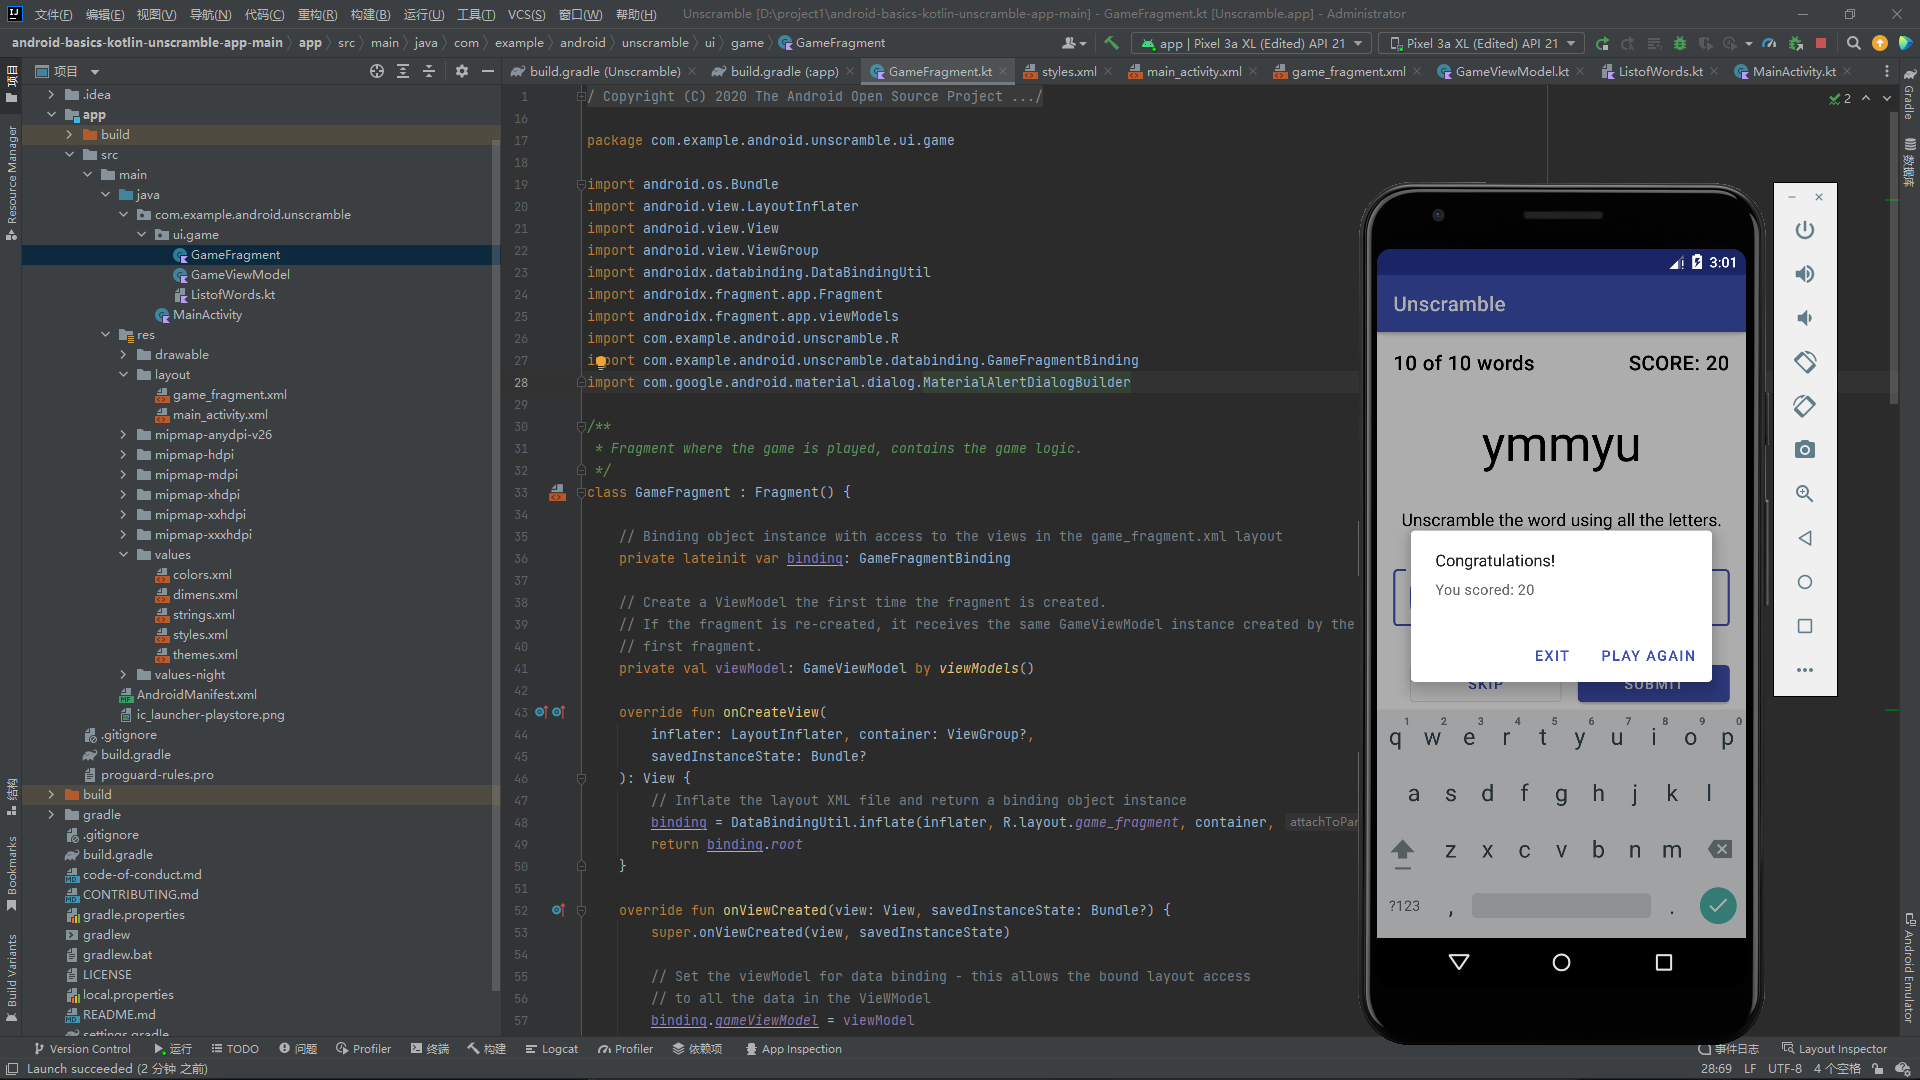 文件(F) 编辑(E) 视图(V) 导航(N) 代码(C) 重构(R) 构建(B) 运行(U) 工具(T) VCS(S) 窗口(W) 帮助(H) Unscramble [D:\project1\android-basics-kotlin-unscramble-app-main] - GameFragment.kt [Unscramble.app] - Administrator
android-basics-kotlin-unscramble-app-main app src main java com example android unscramble ui game GameFragment
app | Pixel 3a XL (Edited) API 21 Pixel 3a XL (Edited) API 21
项目
build.gradle (Unscramble) build.gradle (:app) GameFragment.kt styles.xml main_activity.xml game_fragment.xml GameViewModel.kt ListofWords.kt MainActivity.kt
项目
Resource Manager
结构
Bookmarks
Build Variants
.idea
app
build
src
main
java
com.example.android.unscramble
ui.game
GameFragment
GameViewModel
ListofWords.kt
MainActivity
res
drawable
layout
game_fragment.xml
main_activity.xml
mipmap-anydpi-v26
mipmap-hdpi
mipmap-mdpi
mipmap-xhdpi
mipmap-xxhdpi
mipmap-xxxhdpi
values
colors.xml
dimens.xml
strings.xml
styles.xml
themes.xml
values-night
AndroidManifest.xml
ic_launcher-playstore.png
.gitignore
build.gradle
proguard-rules.pro
build
gradle
.gitignore
build.gradle
code-of-conduct.md
CONTRIBUTING.md
gradle.properties
gradlew
gradlew.bat
LICENSE
local.properties
README.md
settings.gradle
1 / Copyright (C) 2020 The Android Open Source Project .../
16
17 package com.example.android.unscramble.ui.game
18
19 import android.os.Bundle
20 import android.view.LayoutInflater
21 import android.view.View
22 import android.view.ViewGroup
23 import androidx.databinding.DataBindingUtil
24 import androidx.fragment.app.Fragment
25 import androidx.fragment.app.viewModels
26 import com.example.android.unscramble.R
27 import com.example.android.unscramble.databinding.GameFragmentBinding
28 import com.google.android.material.dialog.MaterialAlertDialogBuilder
29
30 /**
31 * Fragment where the game is played, contains the game logic.
32 */
33 class GameFragment : Fragment() {
34
35 // Binding object instance with access to the views in the game_fragment.xml layout
36 private lateinit var binding: GameFragmentBinding
37
38 // Create a ViewModel the first time the fragment is created.
39 // If the fragment is re-created, it receives the same GameViewModel instance created by the
40 // first fragment.
41 private val viewModel: GameViewModel by viewModels()
42
43 override fun onCreateView(
44 inflater: LayoutInflater, container: ViewGroup?,
45 savedInstanceState: Bundle?
46 ): View {
47 // Inflate the layout XML file and return a binding object instance
48 binding = DataBindingUtil.inflate(inflater, R.layout.game_fragment, container, attachToPar
49 return binding.root
50 }
51
52 override fun onViewCreated(view: View, savedInstanceState: Bundle?) {
53 super.onViewCreated(view, savedInstanceState)
54
55 // Set the viewModel for data binding - this allows the bound layout access
56 // to all the data in the VieWModel
57 binding.gameViewModel = viewModel
2
3:01
Unscramble
10 of 10 words SCORE: 20
ymmyu
Unscramble the word using all the letters.
Congratulations!
You scored: 20
EXIT PLAY AGAIN
SKIP SUBMIT
1 2 3 4 5 6 7 8 9 0
q w e r t y u i o p
a s d f g h j k l
z x c v b n m
?123 , .
Gradle
数据库
Android Emulator
Version Control 运行 TODO 问题 Profiler 终端 构建 Logcat Profiler 依赖项 App Inspection 事件日志 Layout Inspector
Launch succeeded (2 分钟 之前) 28:69 LF UTF-8 4 个空格